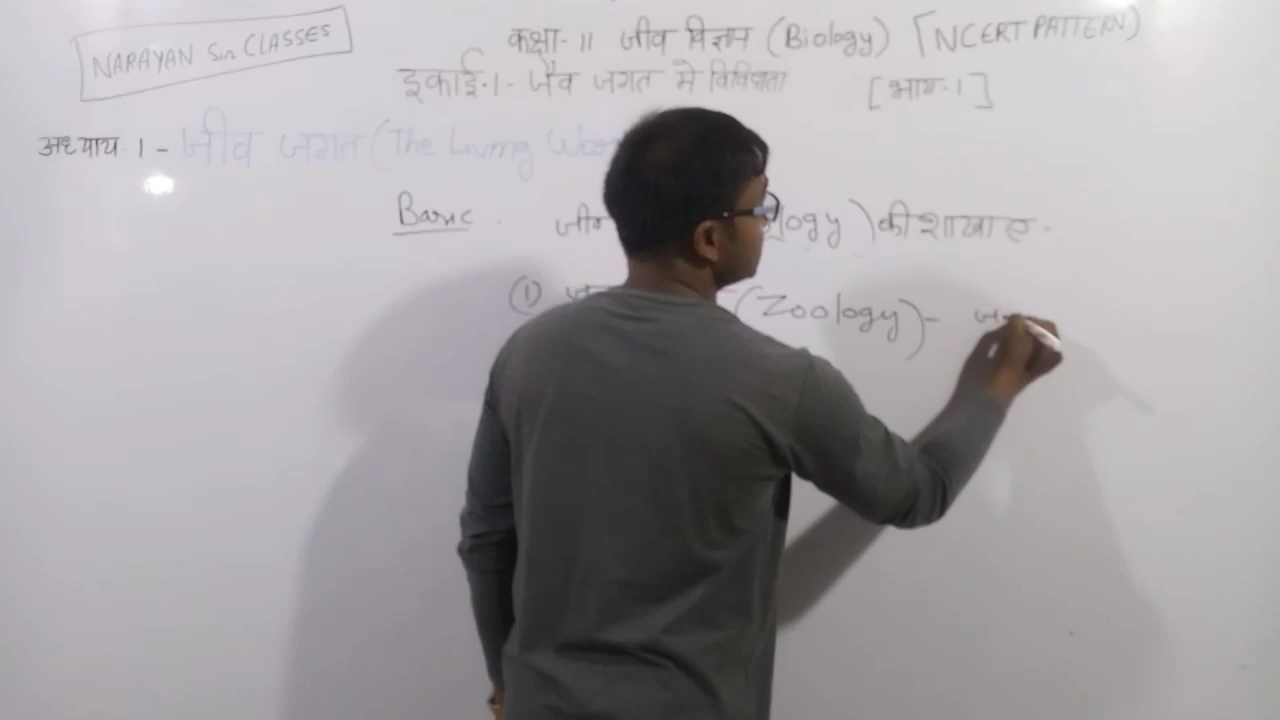 NARAYAN Sir CLASSES
कक्षा- 11 जीव विज्ञान (Biology) [NCERT PATTERN)
इकाई.1- जैव जगत मे विविधता [भाग-1]
अध्याय 1 - जीव जगत (The Living
Basic. logy) की शाखाए.
(1) (Zoology)-